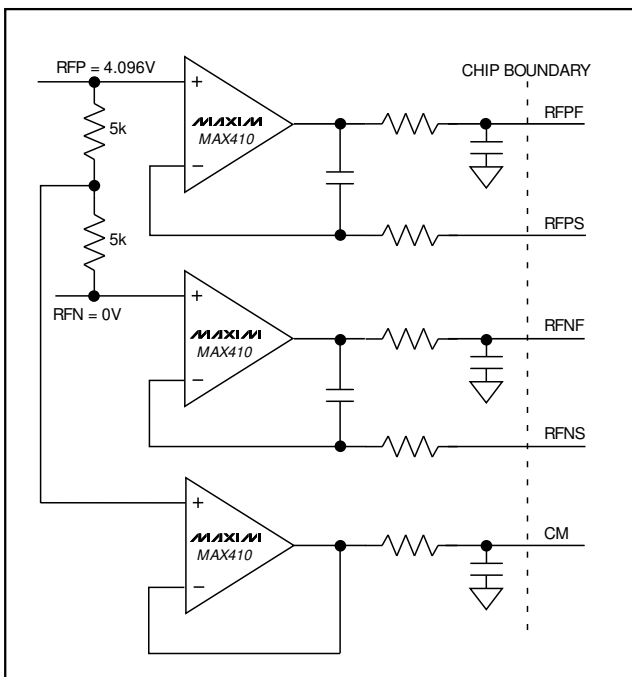 RFP = 4.096V
CHIP BOUNDARY
5k
+
MAXIM
MAX410
−
RFPF
RFPS
5k
RFN = 0V
+
MAXIM
MAX410
−
RFNF
RFNS
+
MAXIM
MAX410
−
CM